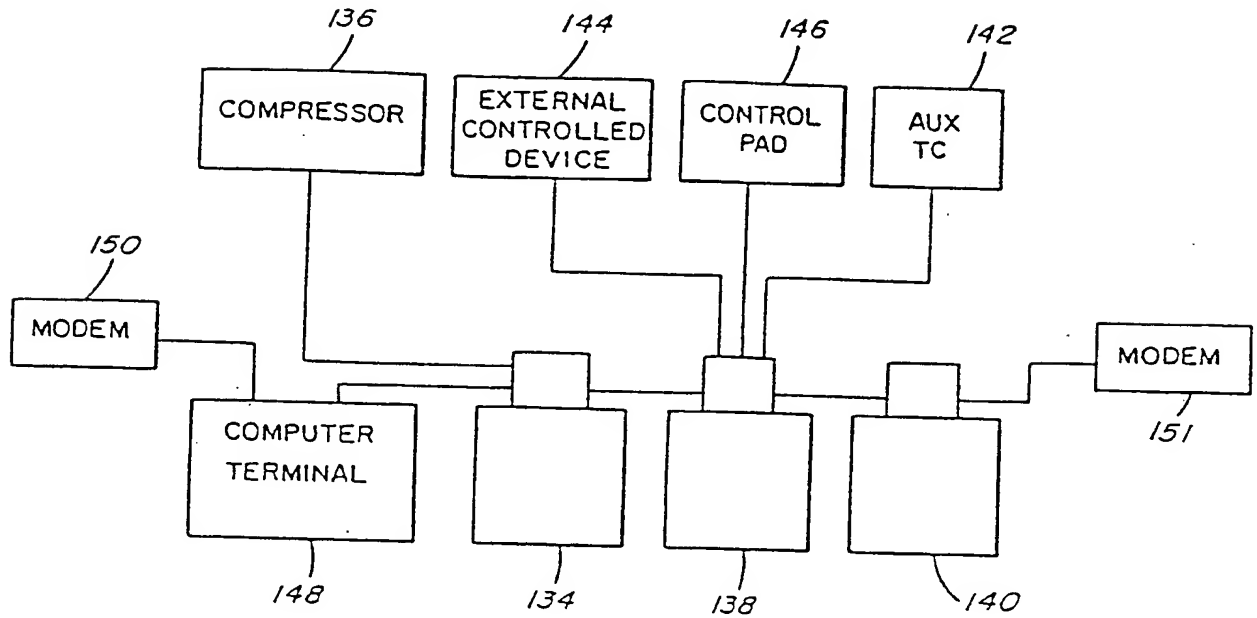 136
144
146
142
COMPRESSOR
EXTERNAL
CONTROLLED
DEVICE
CONTROL
PAD
AUX
TC
150
MODEM
MODEM
151
COMPUTER
TERMINAL
148
134
138
140